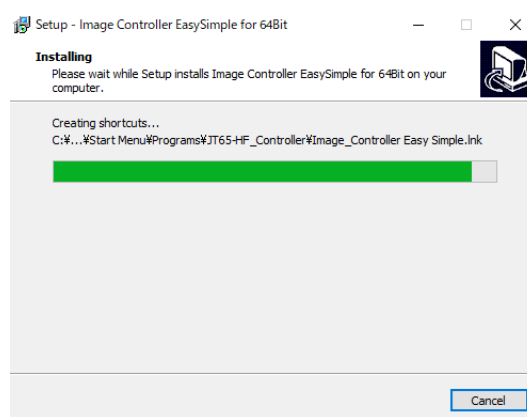 Setup - Image Controller EasySimple for 64Bit
Installing
Please wait while Setup installs Image Controller EasySimple for 64Bit on your
computer.
Creating shortcuts...
C:¥...¥Start Menu¥Programs¥JT65-HF_Controller¥Image_Controller Easy Simple.lnk
Cancel